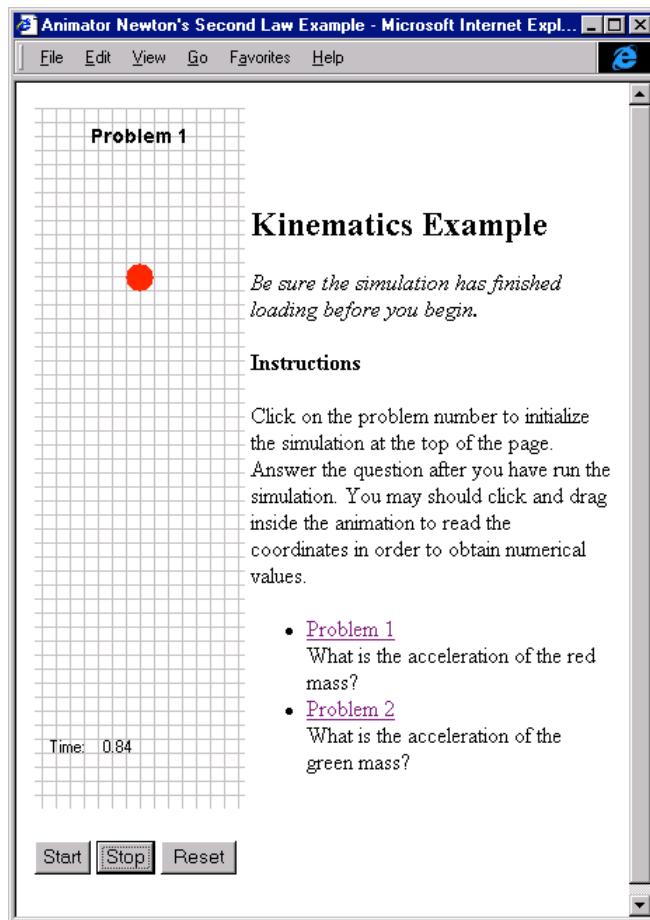 Animator Newton's Second Law Example - Microsoft Internet Expl...
File Edit View Go Favorites Help
Problem 1
Kinematics Example
Be sure the simulation has finished
loading before you begin.
Instructions
Click on the problem number to initialize
the simulation at the top of the page.
Answer the question after you have run the
simulation. You may should click and drag
inside the animation to read the
coordinates in order to obtain numerical
values.
• Problem 1
What is the acceleration of the red
mass?
• Problem 2
What is the acceleration of the
green mass?
Time: 0.84
Start Stop Reset